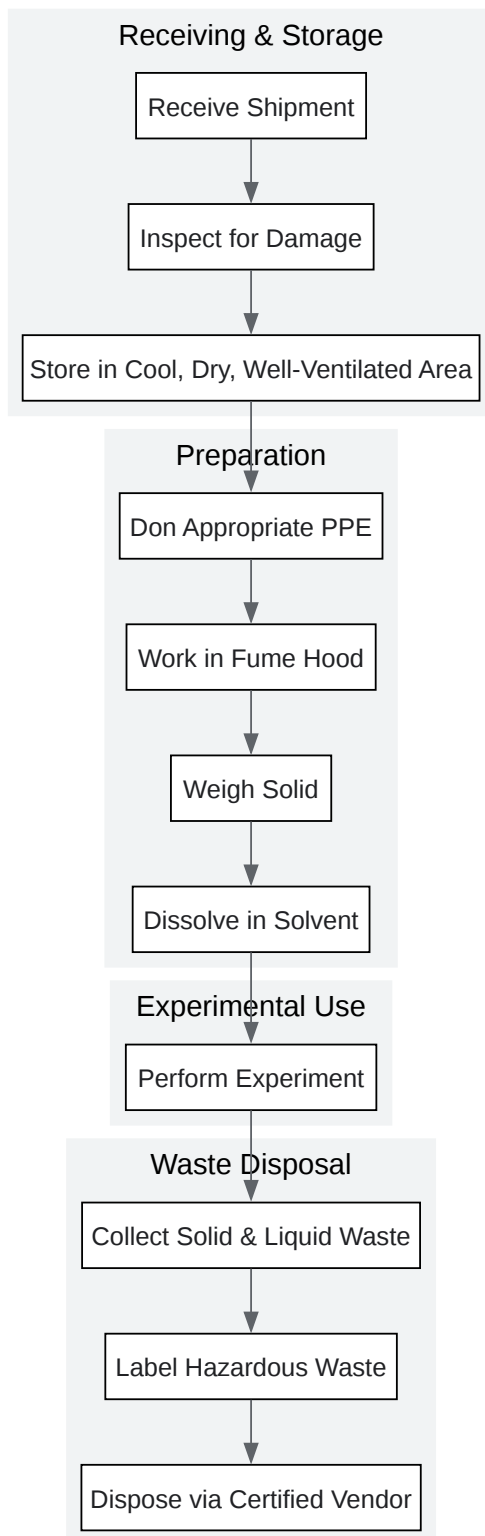 Receiving & Storage
Receive Shipment
Inspect for Damage
Store in Cool, Dry, Well-Ventilated Area
Preparation
Don Appropriate PPE
Work in Fume Hood
Weigh Solid
Dissolve in Solvent
Experimental Use
Perform Experiment
Waste Disposal
Collect Solid & Liquid Waste
Label Hazardous Waste
Dispose via Certified Vendor